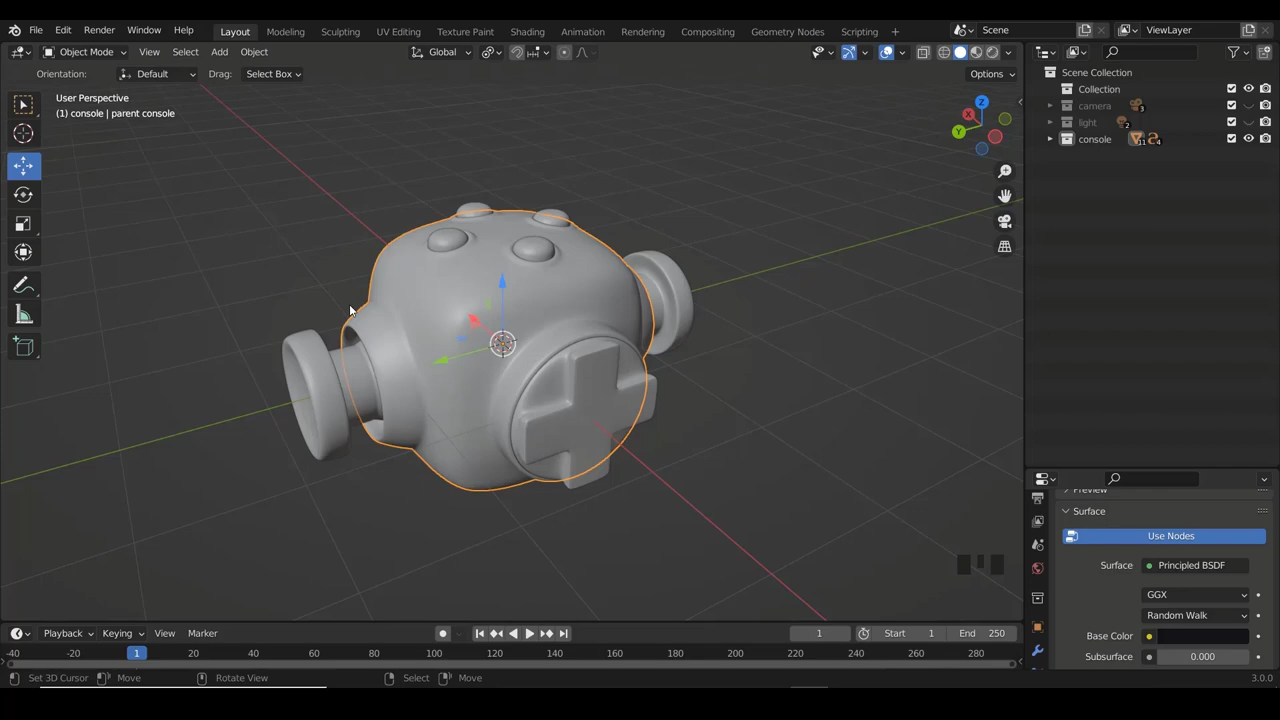 File Edit Render Window Help Layout Modeling Sculpting UV Editing Texture Paint Shading Animation Rendering Compositing Geometry Nodes Scripting Scene ViewLayer
Object Mode View Select Add Object Global
Orientation: Default Drag: Select Box Options
Scene Collection
User Perspective
(1) console | parent console
Collection
camera 3
light 2
console 11 4
X
Y
Z
Preview
Surface
Use Nodes
Surface Principled BSDF
GGX
Random Walk
Base Color
Subsurface 0.000
Playback Keying View Marker 1 Start 1 End 250
-40 -20 1 20 40 60 80 100 120 140 160 180 200 220 240 260 280
Set 3D Cursor Move Rotate View Select Move 3.0.0